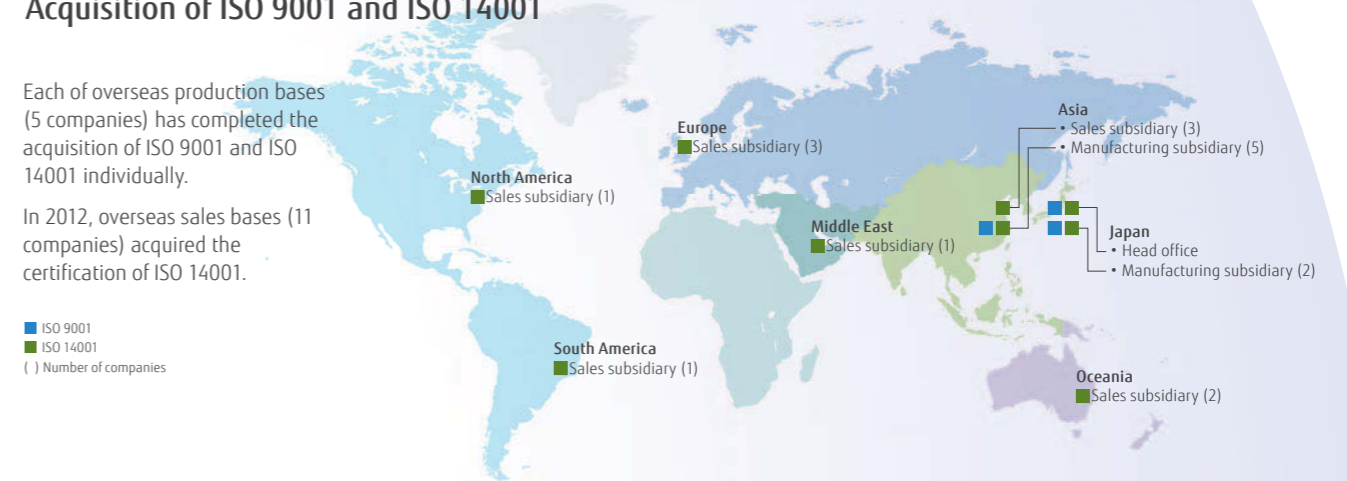 Acquisition of ISO 9001 and ISO 14001
Each of overseas production bases
(5 companies) has completed the
acquisition of ISO 9001 and ISO
14001 individually.
In 2012, overseas sales bases (11
companies) acquired the
certification of ISO 14001.
ISO 9001
ISO 14001
( ) Number of companies
North America
Sales subsidiary (1)
South America
Sales subsidiary (1)
Europe
Sales subsidiary (3)
Middle East
Sales subsidiary (1)
Asia
• Sales subsidiary (3)
• Manufacturing subsidiary (5)
Japan
• Head office
• Manufacturing subsidiary (2)
Oceania
Sales subsidiary (2)